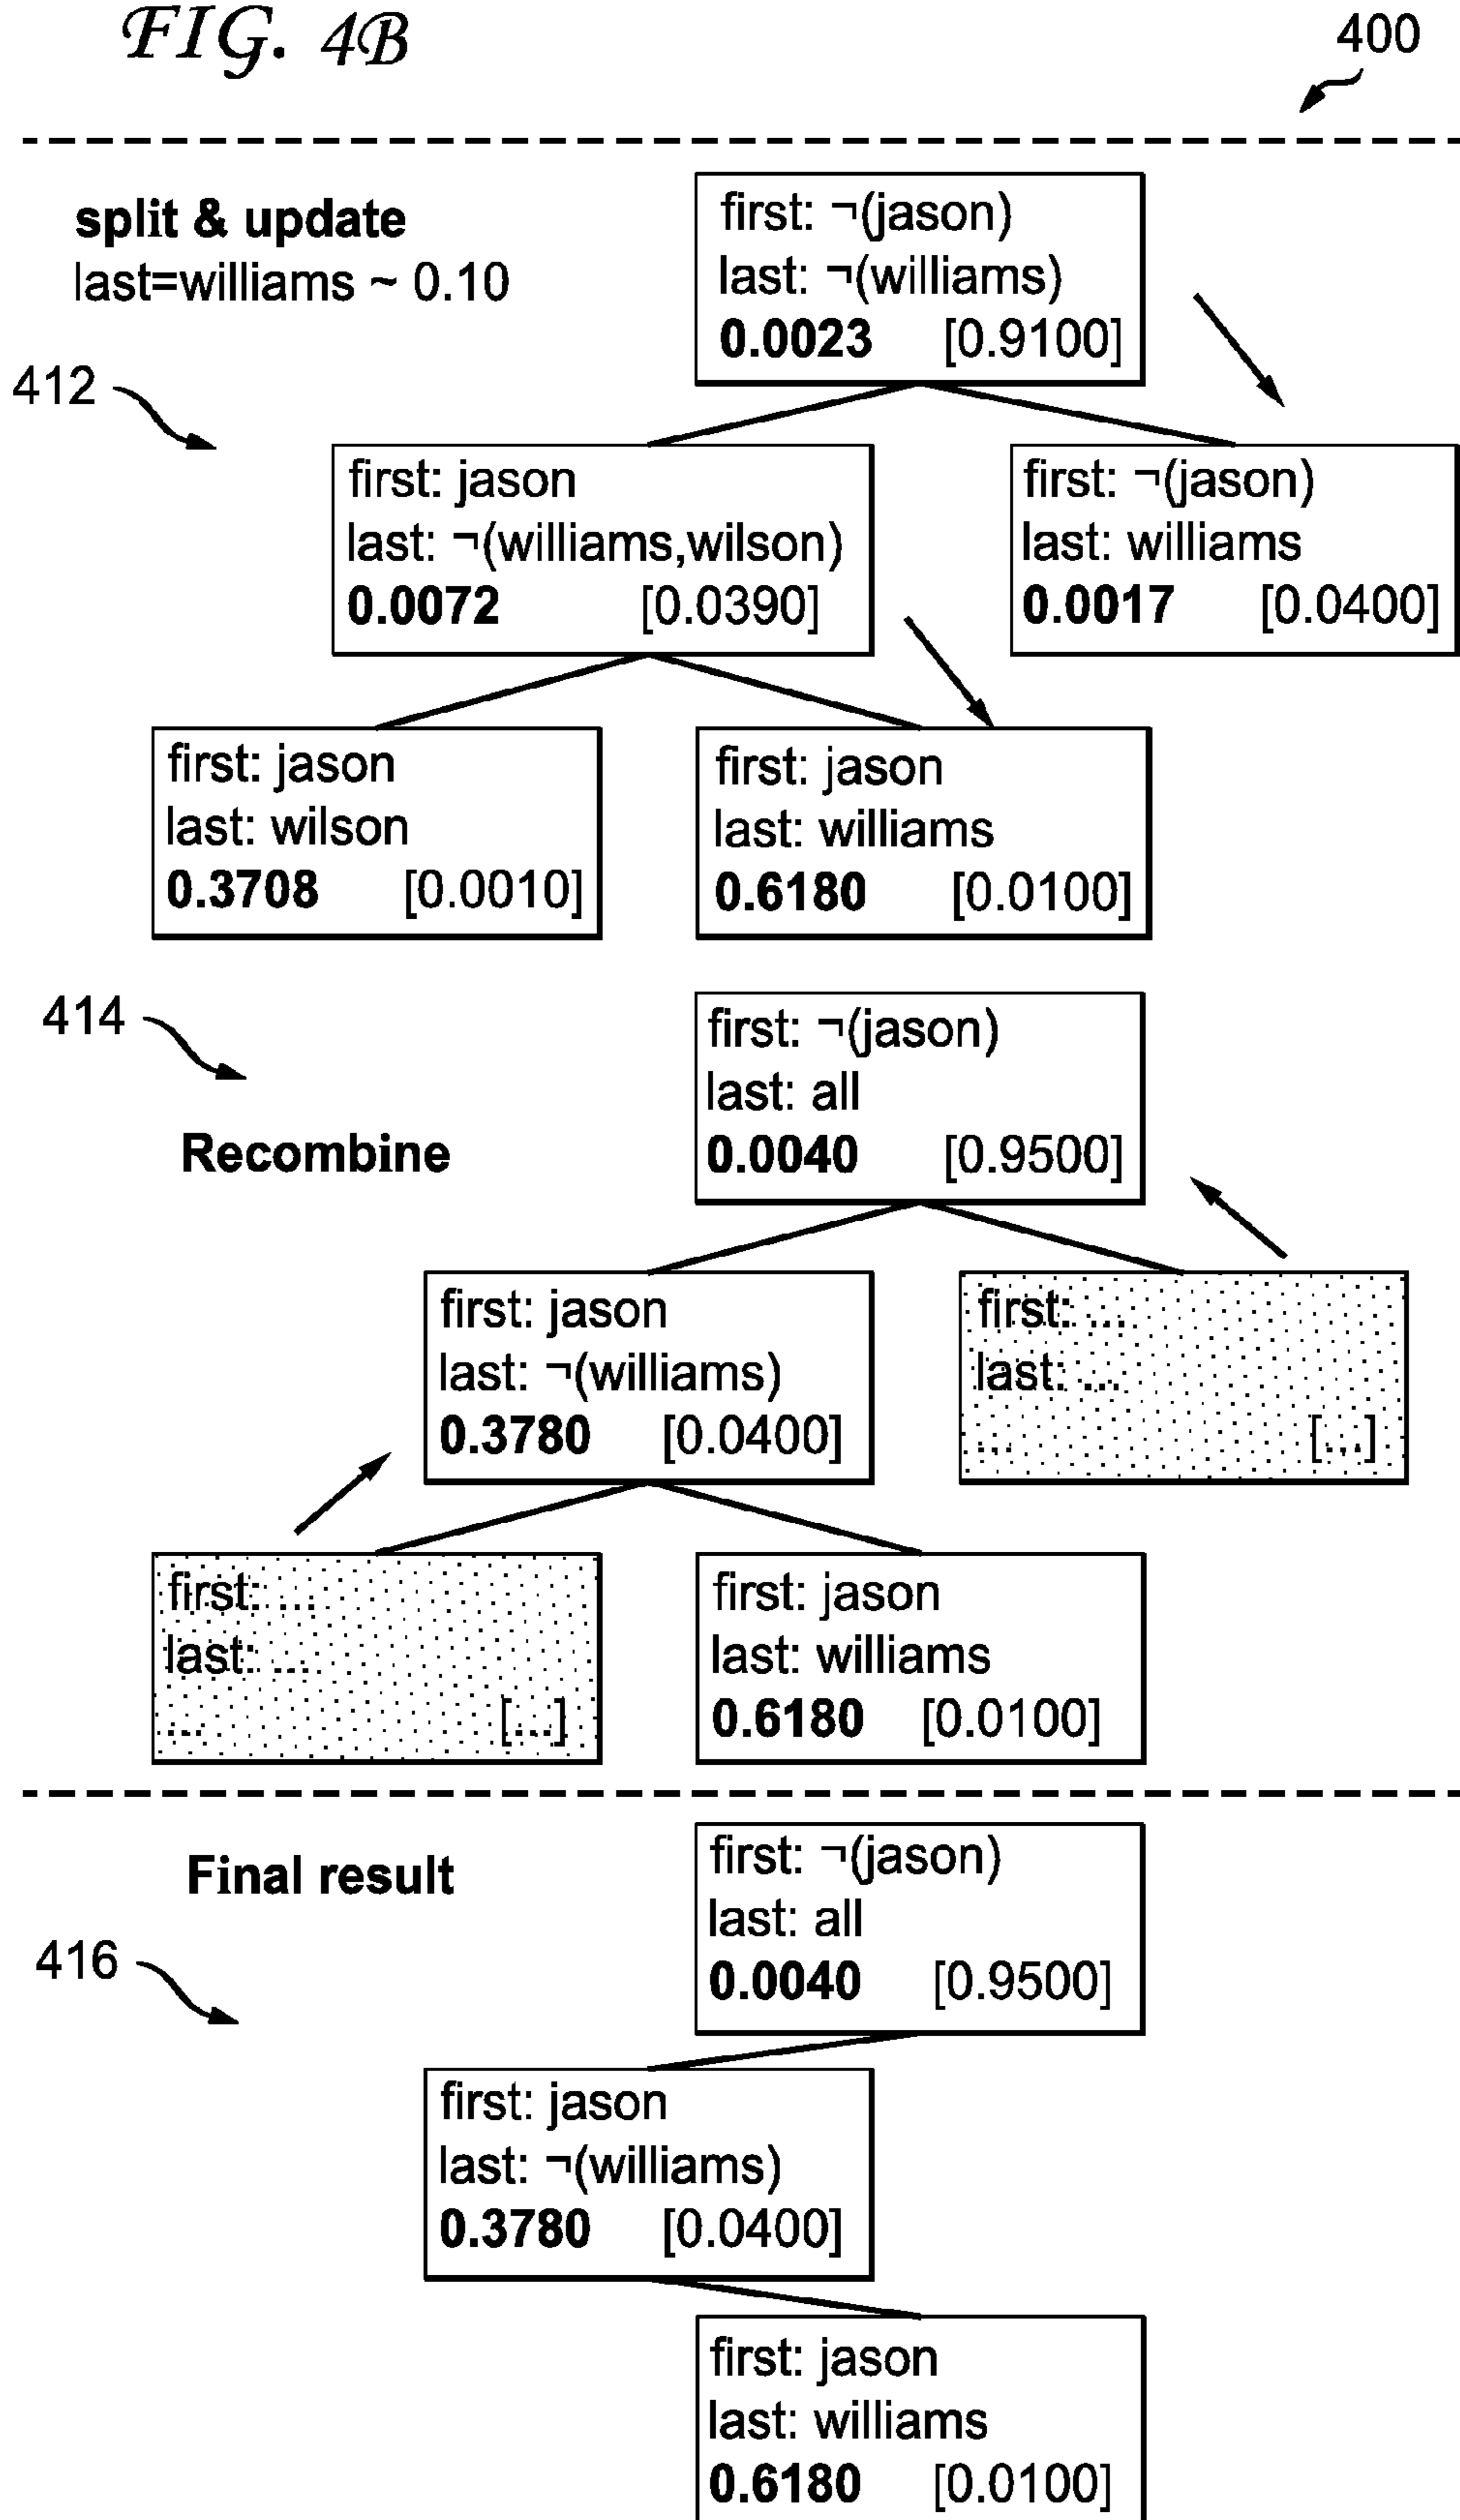 FIG. 4B
400
split & update
last=williams ~ 0.10
first: ¬(jason)
last: ¬(williams)
0.0023 [0.9100]
412
first: jason
last: ¬(williams,wilson)
0.0072 [0.0390]
first: ¬(jason)
last: williams
0.0017 [0.0400]
first: jason
last: wilson
0.3708 [0.0010]
first: jason
last: williams
0.6180 [0.0100]
414
Recombine
first: ¬(jason)
last: all
0.0040 [0.9500]
first: jason
last: ¬(williams)
0.3780 [0.0400]
first: ...
last: ...
... [...]
first: ...
last: ...
... [...]
first: jason
last: williams
0.6180 [0.0100]
Final result
416
first: ¬(jason)
last: all
0.0040 [0.9500]
first: jason
last: ¬(williams)
0.3780 [0.0400]
first: jason
last: williams
0.6180 [0.0100]